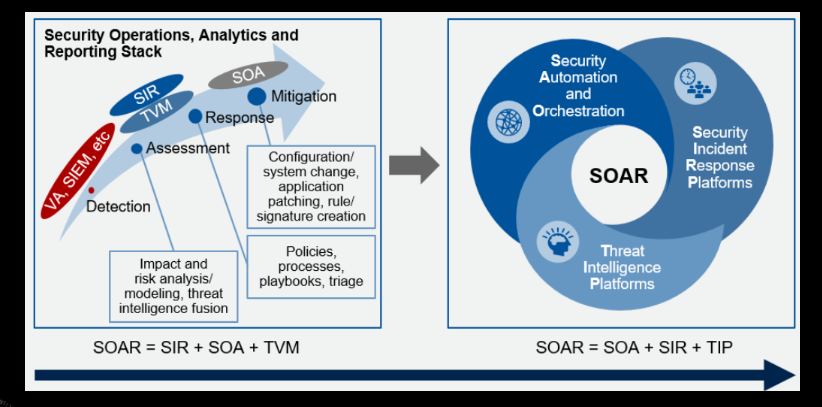 Security Operations, Analytics and
Reporting Stack
SOA
SIR
TVM
VA, SIEM, etc
Mitigation
Response
Assessment
Detection
Configuration/
system change,
application
patching, rule/
signature creation
Policies,
processes,
playbooks, triage
Impact and
risk analysis/
modeling, threat
intelligence fusion
SOAR = SIR + SOA + TVM
Security
Automation
and
Orchestration
Security
Incident
Response
Platforms
SOAR
Threat
Intelligence
Platforms
SOAR = SOA + SIR + TIP